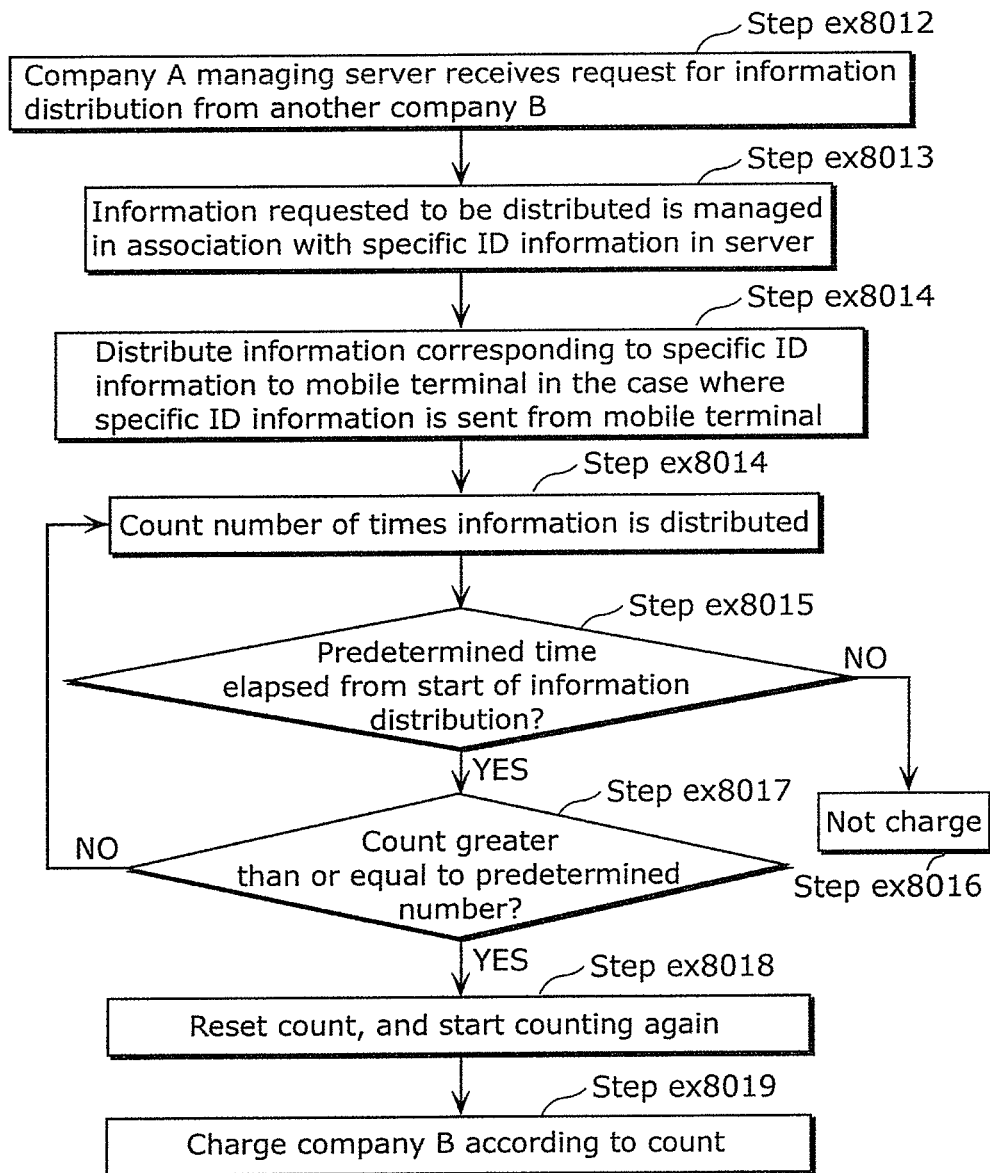 Step ex8012
Company A managing server receives request for information
distribution from another company B
Step ex8013
Information requested to be distributed is managed
in association with specific ID information in server
Step ex8014
Distribute information corresponding to specific ID
information to mobile terminal in the case where
specific ID information is sent from mobile terminal
Step ex8014
Count number of times information is distributed
Step ex8015
Predetermined time
elapsed from start of information
distribution?
NO
YES
Step ex8017
Not charge
Step ex8016
Count greater
than or equal to predetermined
number?
NO
YES
Step ex8018
Reset count, and start counting again
Step ex8019
Charge company B according to count